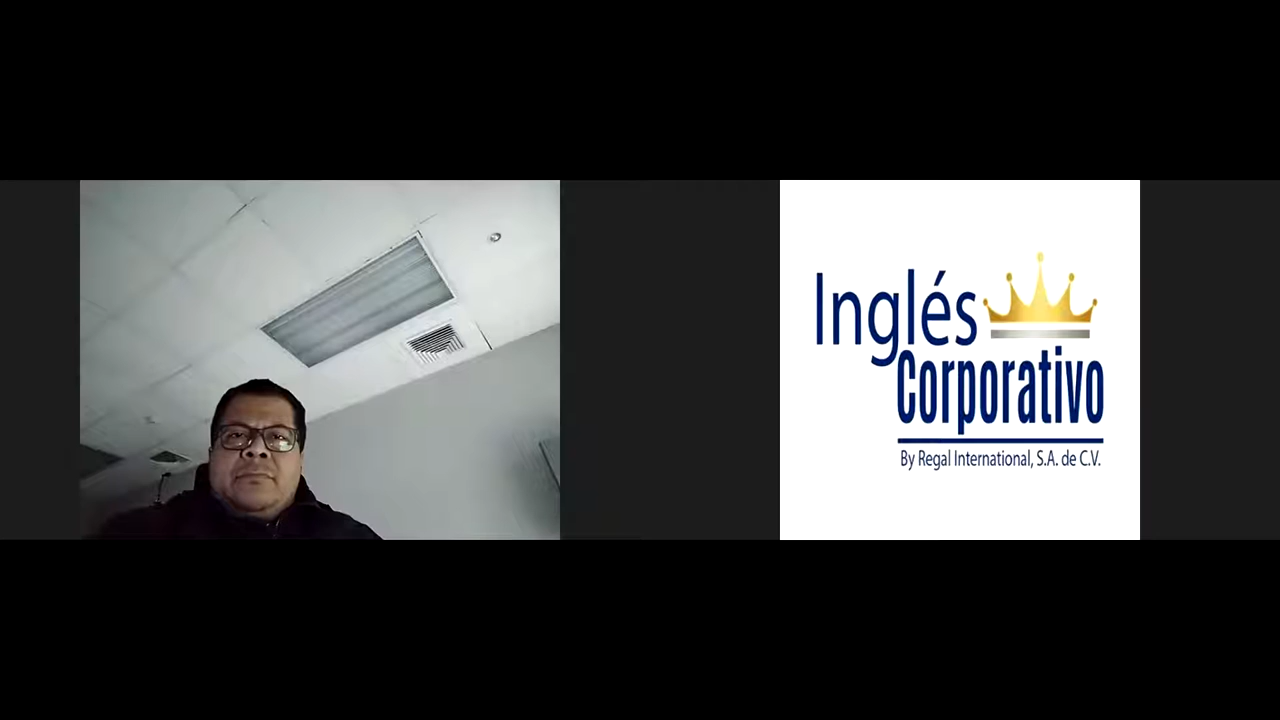 Inglés
Corporativo
By Regal International, S.A. de C.V.